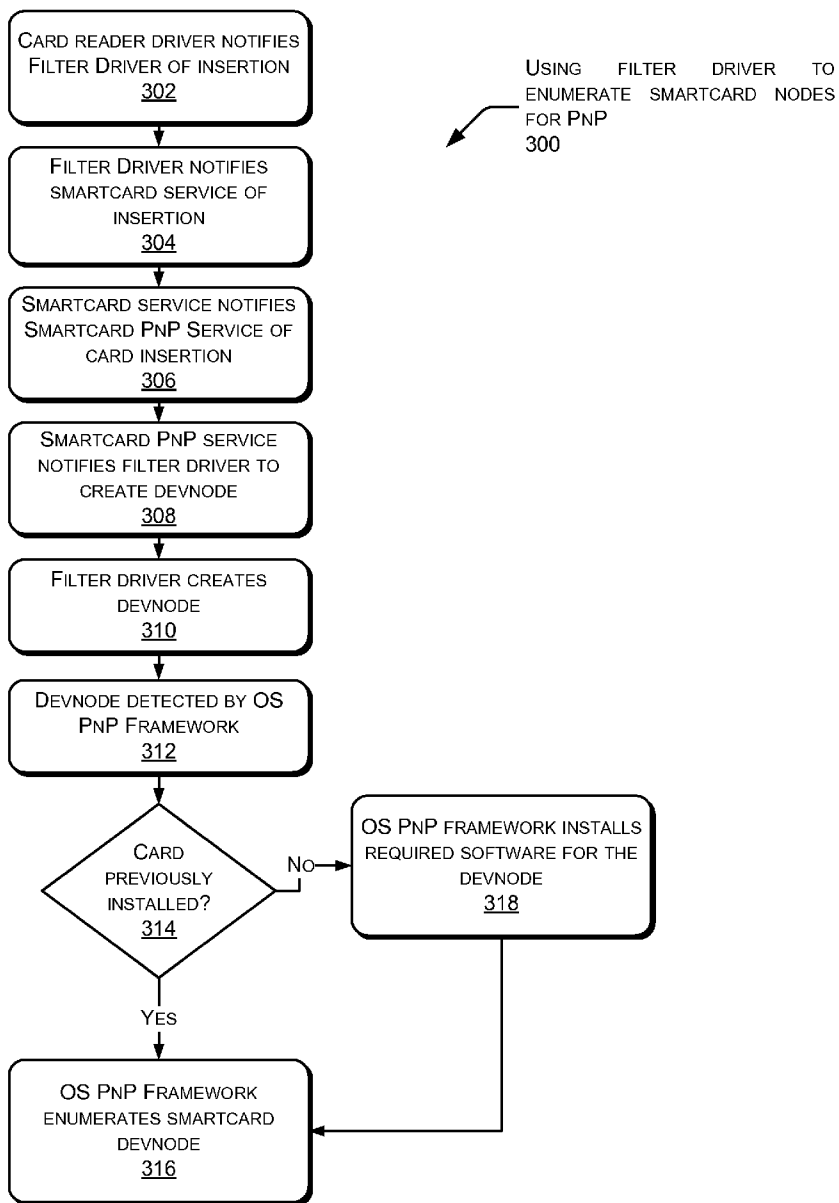 CARD READER DRIVER NOTIFIES
FILTER DRIVER OF INSERTION
302
USING FILTER DRIVER TO
ENUMERATE SMARTCARD NODES
FOR PNP
300
FILTER DRIVER NOTIFIES
SMARTCARD SERVICE OF
INSERTION
304
SMARTCARD SERVICE NOTIFIES
SMARTCARD PNP SERVICE OF
CARD INSERTION
306
SMARTCARD PNP SERVICE
NOTIFIES FILTER DRIVER TO
CREATE DEVNODE
308
FILTER DRIVER CREATES
DEVNODE
310
DEVNODE DETECTED BY OS
PNP FRAMEWORK
312
CARD
PREVIOUSLY
INSTALLED?
314
NO
OS PNP FRAMEWORK INSTALLS
REQUIRED SOFTWARE FOR THE
DEVNODE
318
YES
OS PNP FRAMEWORK
ENUMERATES SMARTCARD
DEVNODE
316